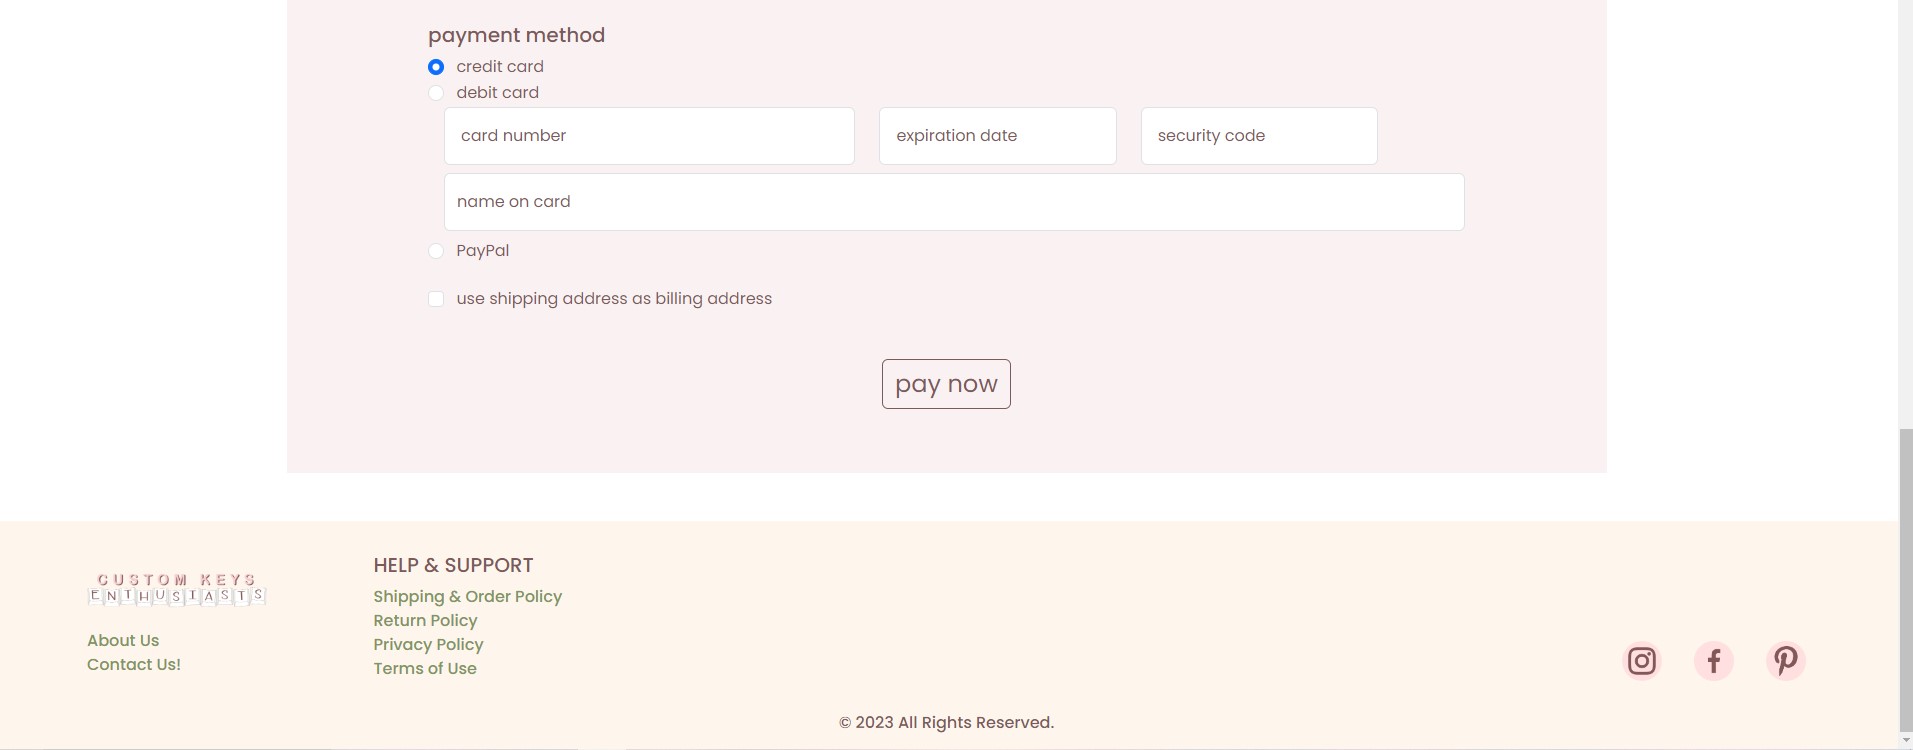 payment method
credit card
debit card
card number expiration date security code
name on card
PayPal
use shipping address as billing address
pay now
CUSTOM KEYS
ENTHUSIASTS
About Us
Contact Us!
HELP & SUPPORT
Shipping & Order Policy
Return Policy
Privacy Policy
Terms of Use
© 2023 All Rights Reserved.